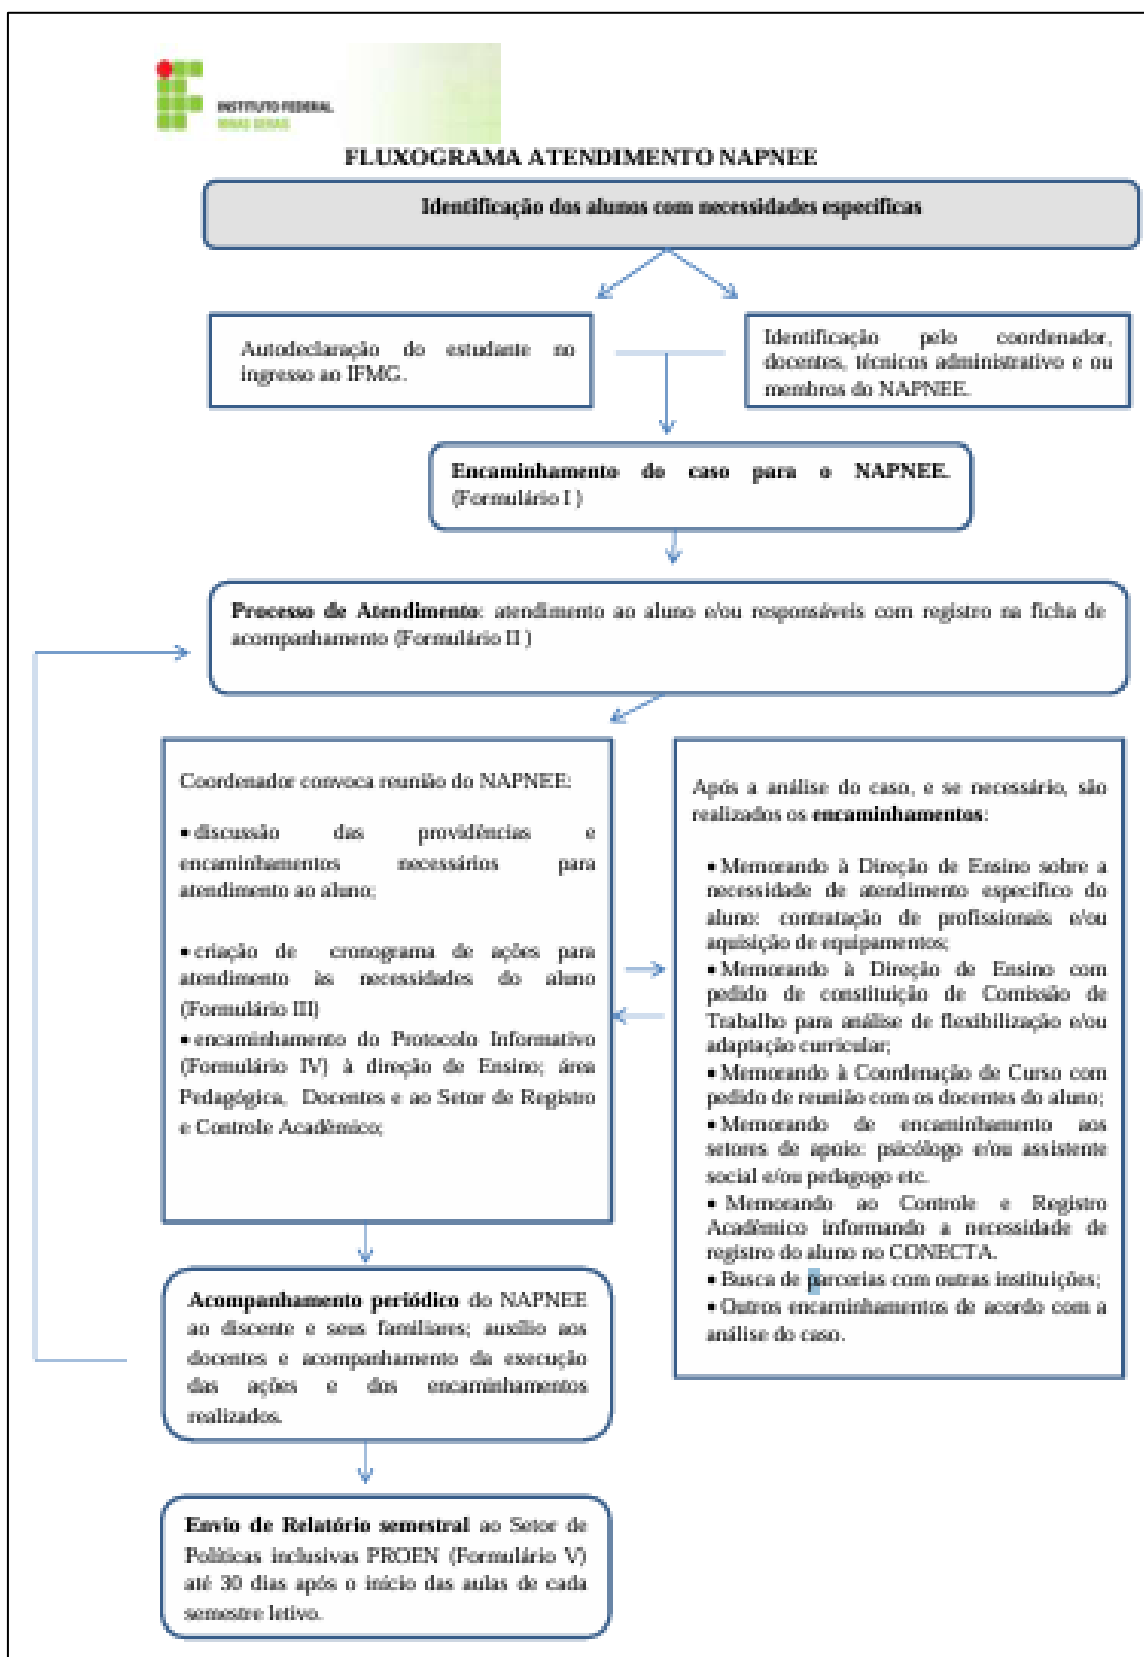 INSTITUTO FEDERAL
MINAS GERAIS
FLUXOGRAMA ATENDIMENTO NAPNEE
Identificação dos alunos com necessidades específicas
Autodeclaração do estudante no
ingresso ao IFMG.
Identificação pelo coordenador,
docentes, técnicos administrativo e ou
membros do NAPNEE.
Encaminhamento do caso para o NAPNEE.
(Formulário I )
Processo de Atendimento: atendimento ao aluno e/ou responsáveis com registro na ficha de
acompanhamento (Formulário II )
Coordenador convoca reunião do NAPNEE:
• discussão das providências e
encaminhamentos necessários para
atendimento ao aluno;
• criação de cronograma de ações para
atendimento às necessidades do aluno
(Formulário III)
• encaminhamento do Protocolo Informativo
(Formulário IV) à direção de Ensino; área
Pedagógica, Docentes e ao Setor de Registro
e Controle Acadêmico;
Após a análise do caso, e se necessário, são
realizados os encaminhamentos:
• Memorando à Direção de Ensino sobre a
necessidade de atendimento específico do
aluno: contratação de profissionais e/ou
aquisição de equipamentos;
• Memorando à Direção de Ensino com
pedido de constituição de Comissão de
Trabalho para análise de flexibilização e/ou
adaptação curricular;
• Memorando à Coordenação de Curso com
pedido de reunião com os docentes do aluno;
• Memorando de encaminhamento aos
setores de apoio: psicólogo e/ou assistente
social e/ou pedagogo etc.
• Memorando ao Controle e Registro
Acadêmico informando a necessidade de
registro do aluno no CONECTA.
• Busca de parcerias com outras instituições;
• Outros encaminhamentos de acordo com a
análise do caso.
Acompanhamento periódico do NAPNEE
ao discente e seus familiares; auxílio aos
docentes e acompanhamento da execução
das ações e dos encaminhamentos
realizados.
Envio de Relatório semestral ao Setor de
Políticas inclusivas PROEN (Formulário V)
até 30 dias após o início das aulas de cada
semestre letivo.